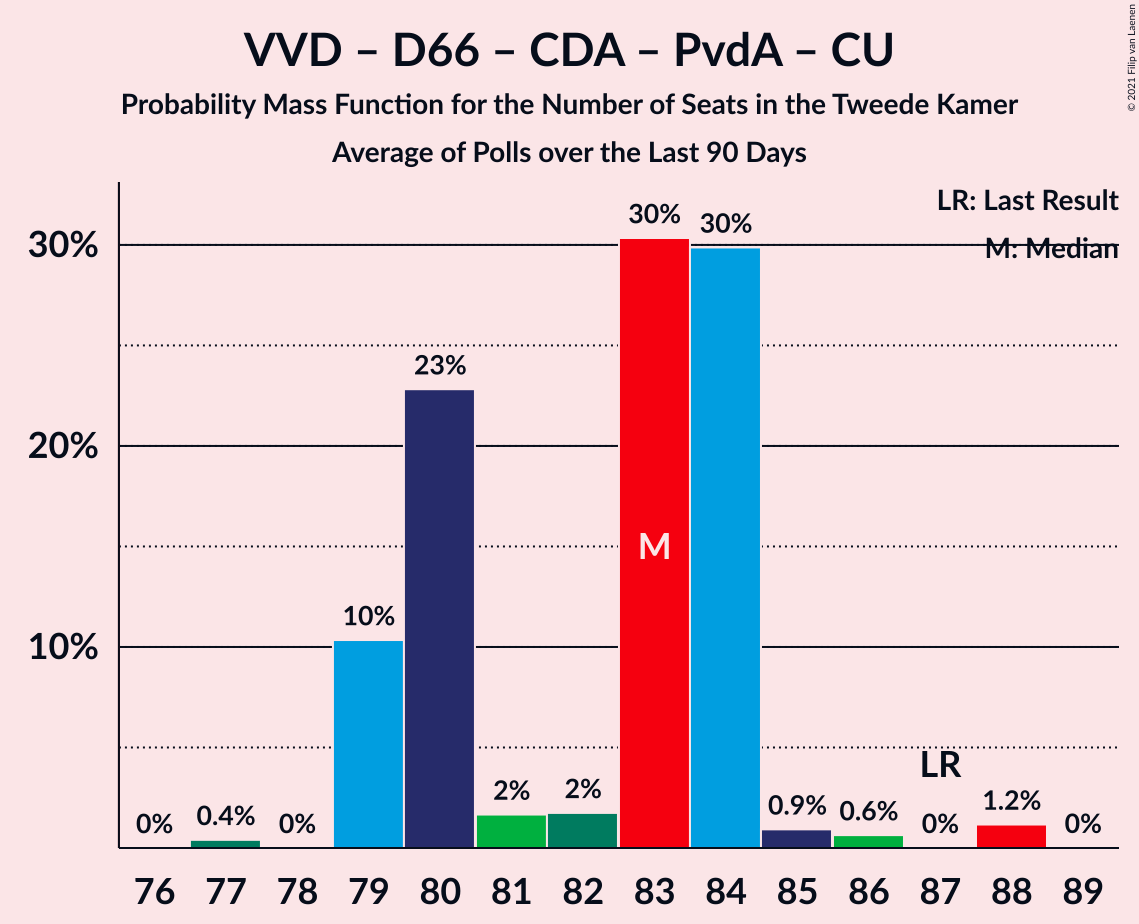 VVD – D66 – CDA – PvdA – CU
Probability Mass Function for the Number of Seats in the Tweede Kamer
Average of Polls over the Last 90 Days
© 2021 Filip van Laenen
LR: Last Result
M: Median
30%
20%
10%
0%
0.4%
0%
10%
23%
2%
2%
30%
30%
0.9%
0.6%
0%
1.2%
0%
M
LR
76 77 78 79 80 81 82 83 84 85 86 87 88 89